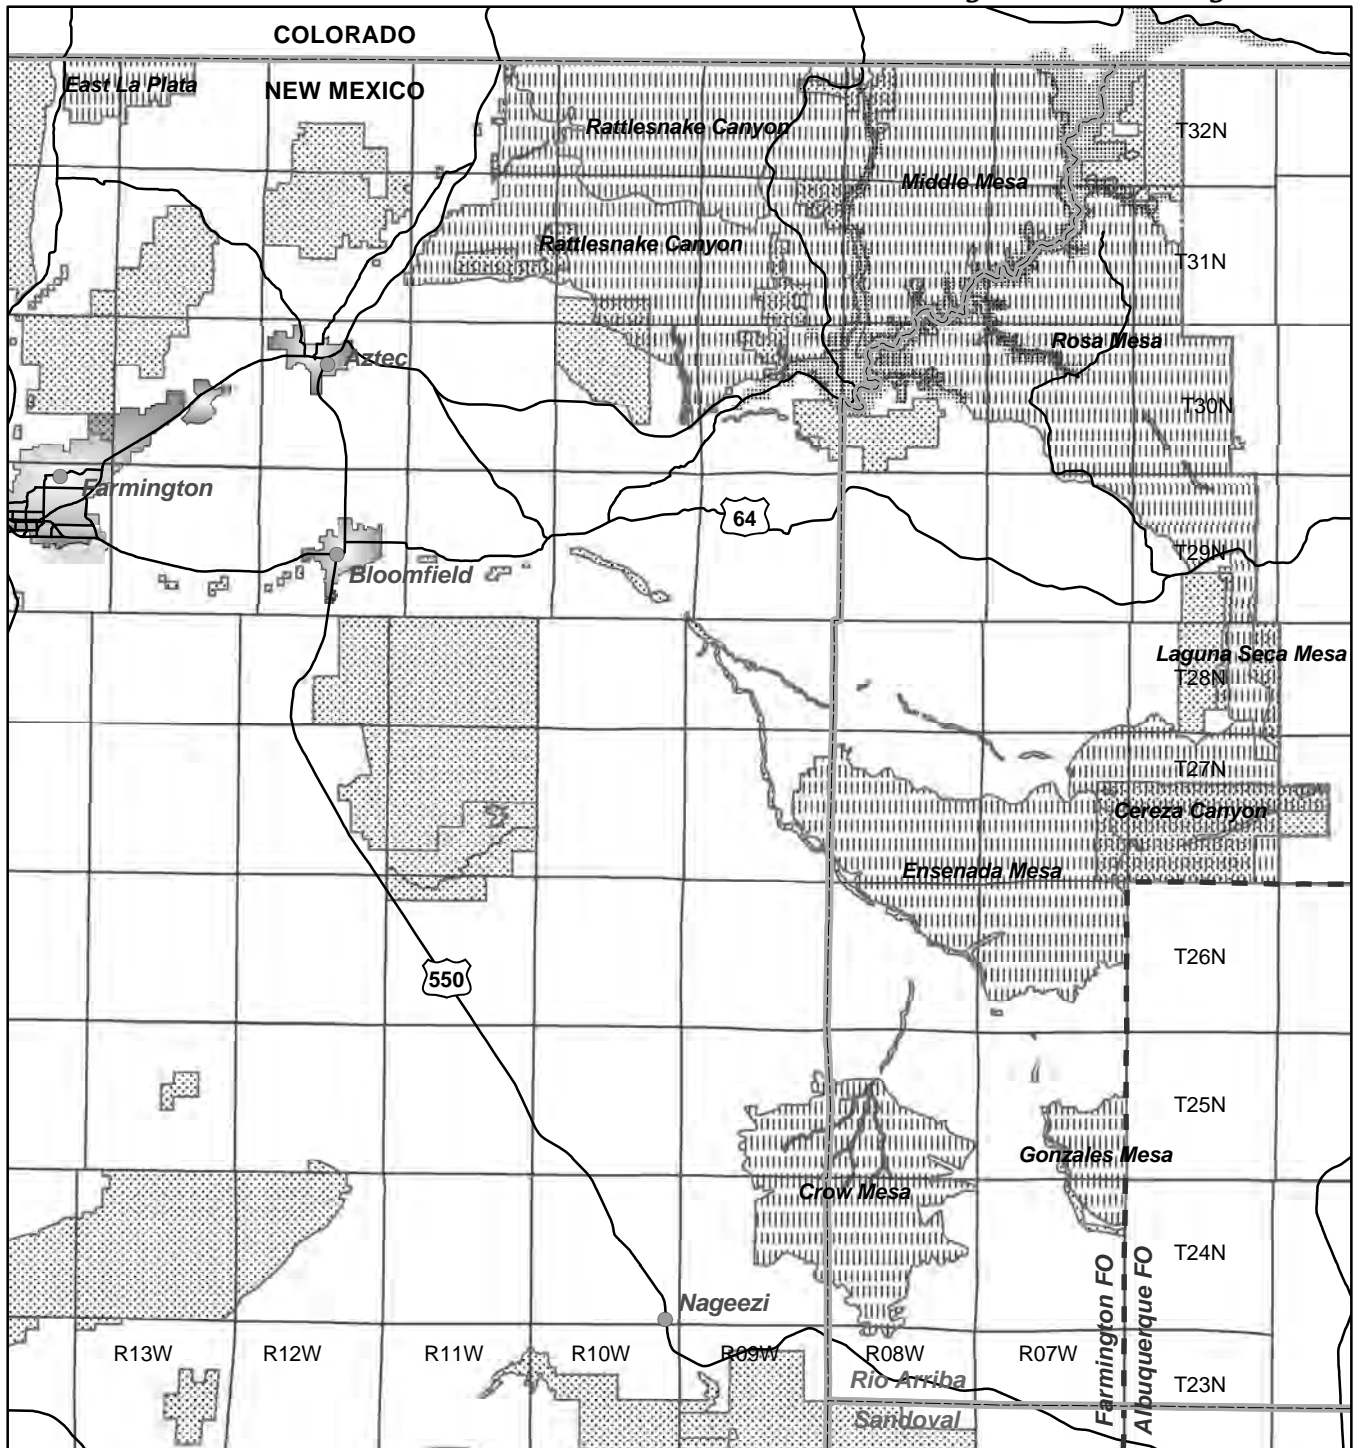 COLORADO
East La Plata
NEW MEXICO
Rattlesnake Canyon
T32N
Middle Mesa
Rattlesnake Canyon
T31N
Rosa Mesa
Aztec
T30N
Farmington
64
T29N
Bloomfield
Laguna Seca Mesa
T28N
T27N
Cereza Canyon
Ensenada Mesa
T26N
550
T25N
Gonzales Mesa
Crow Mesa
T24N
Farmington FO
Albuquerque FO
Nageezi
R13W R12W R11W R10W R09W R08W R07W
Rio Arriba
T23N
Sandoval